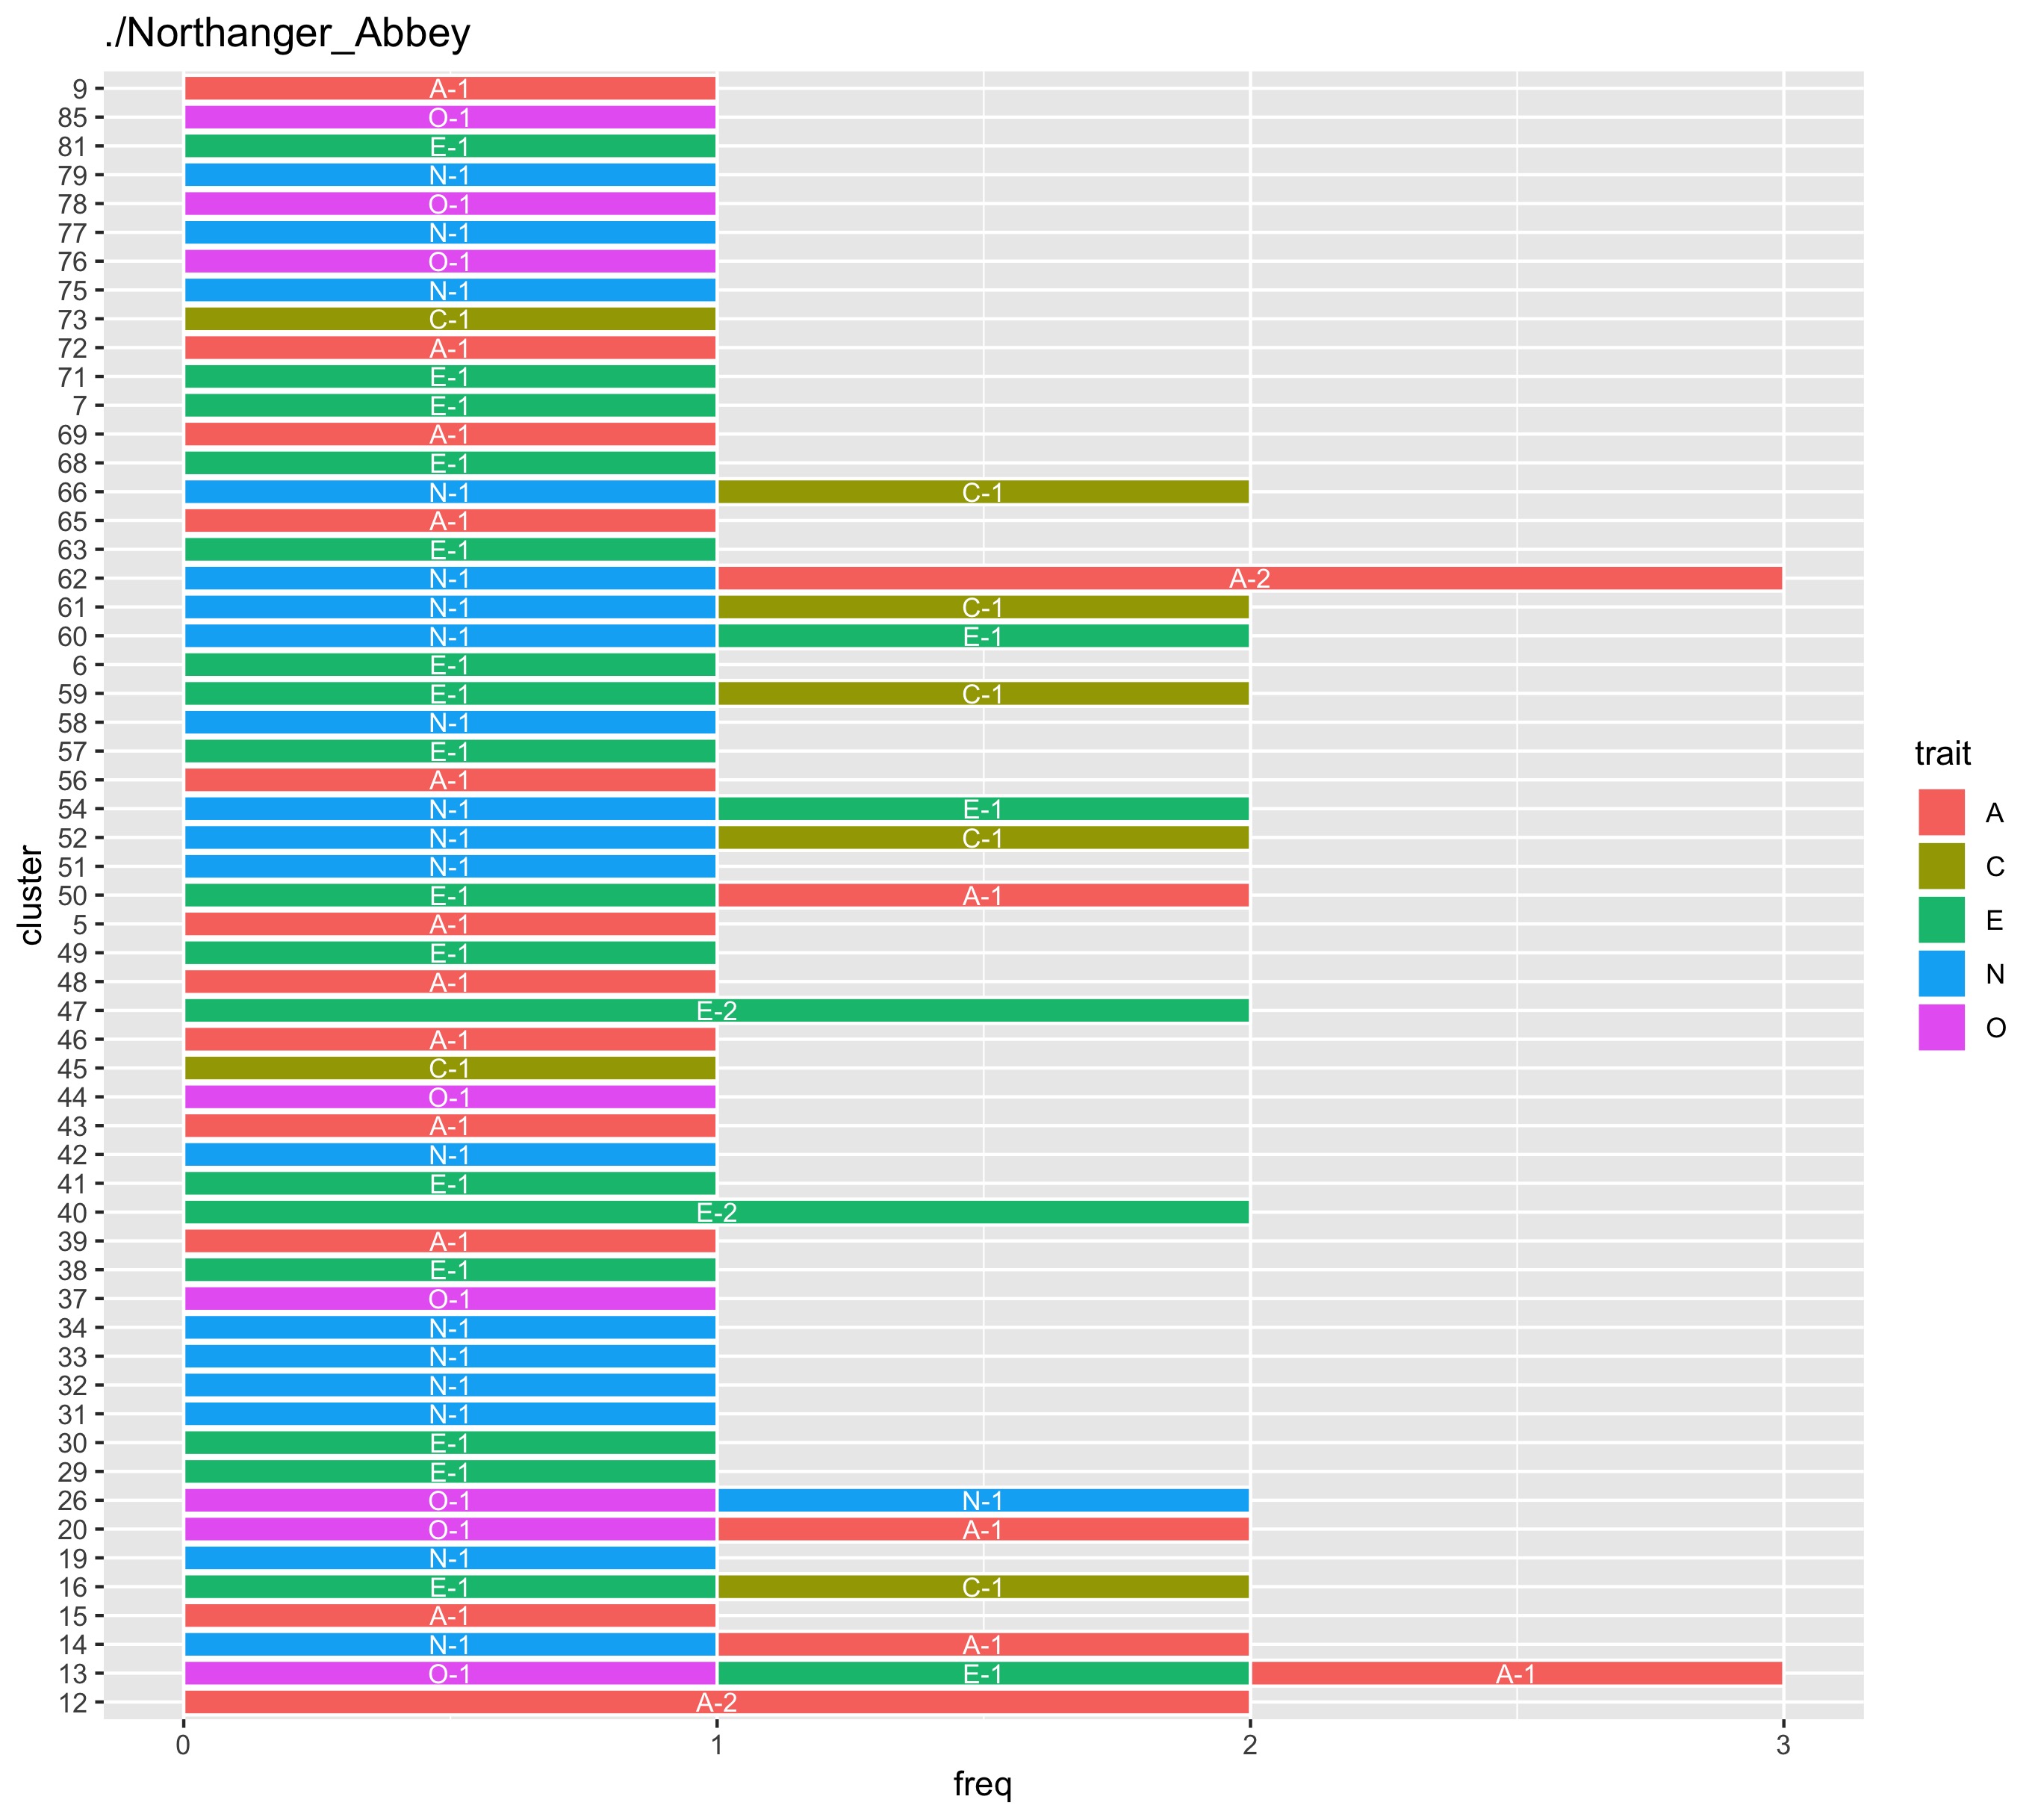 ./Northanger_Abbey
9 A-1
85 O-1
81 E-1
79 N-1
78 O-1
77 N-1
76 O-1
75 N-1
73 C-1
72 A-1
71 E-1
7 E-1
69 A-1
68 E-1
66 N-1 C-1
65 A-1
63 E-1
62 N-1 A-2
61 N-1 C-1
60 N-1 E-1
6 E-1
59 E-1 C-1
58 N-1
57 E-1
56 A-1
54 N-1 E-1
52 N-1 C-1
51 N-1
50 E-1 A-1
5 A-1
49 E-1
48 A-1
47 E-2
46 A-1
45 C-1
44 O-1
43 A-1
42 N-1
41 E-1
40 E-2
39 A-1
38 E-1
37 O-1
34 N-1
33 N-1
32 N-1
31 N-1
30 E-1
29 E-1
26 O-1 N-1
20 O-1 A-1
19 N-1
16 E-1 C-1
15 A-1
14 N-1 A-1
13 O-1 E-1 A-1
12 A-2
0 1 2 3
freq
cluster
trait
A
C
E
N
O